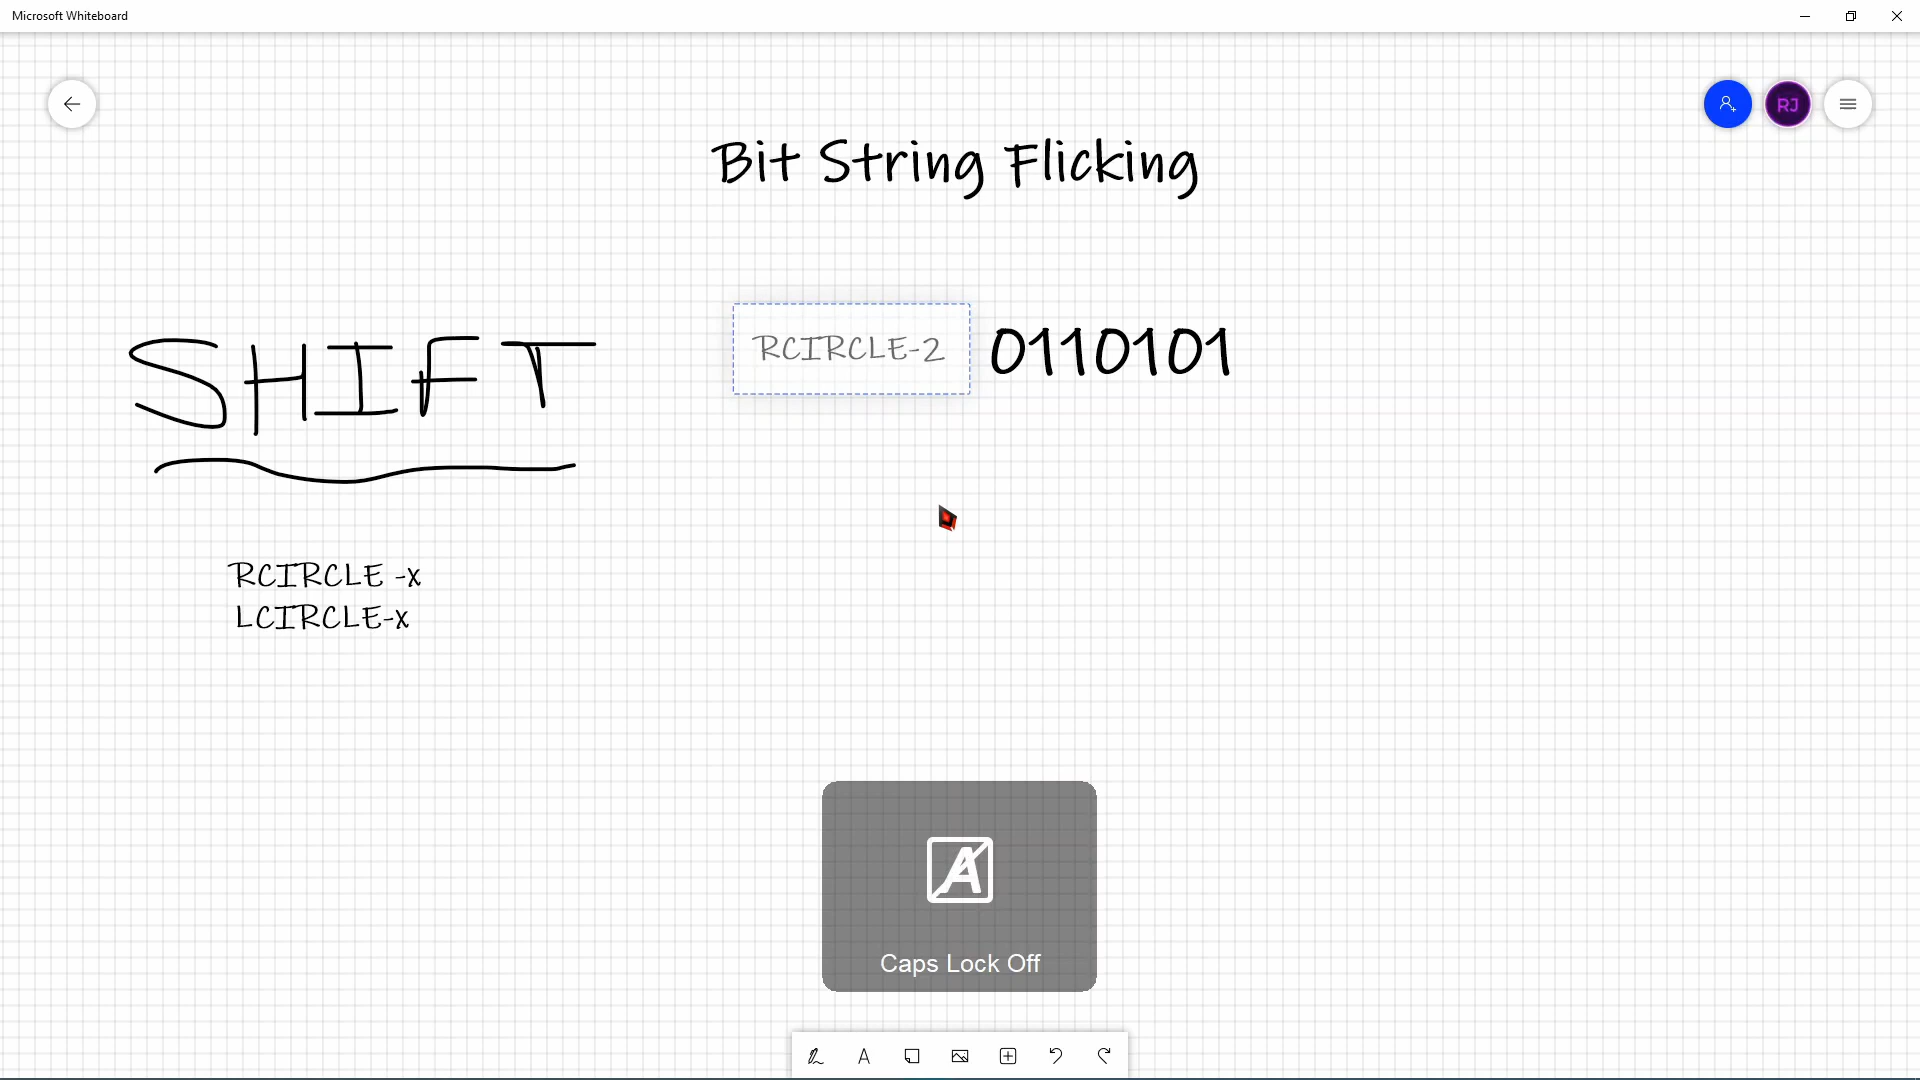 Microsoft Whiteboard
RJ
Bit String Flicking
SHIFT
RCIRCLE-2 0110101
RCIRCLE -x
LCIRCLE-x
A
Caps Lock Off
A